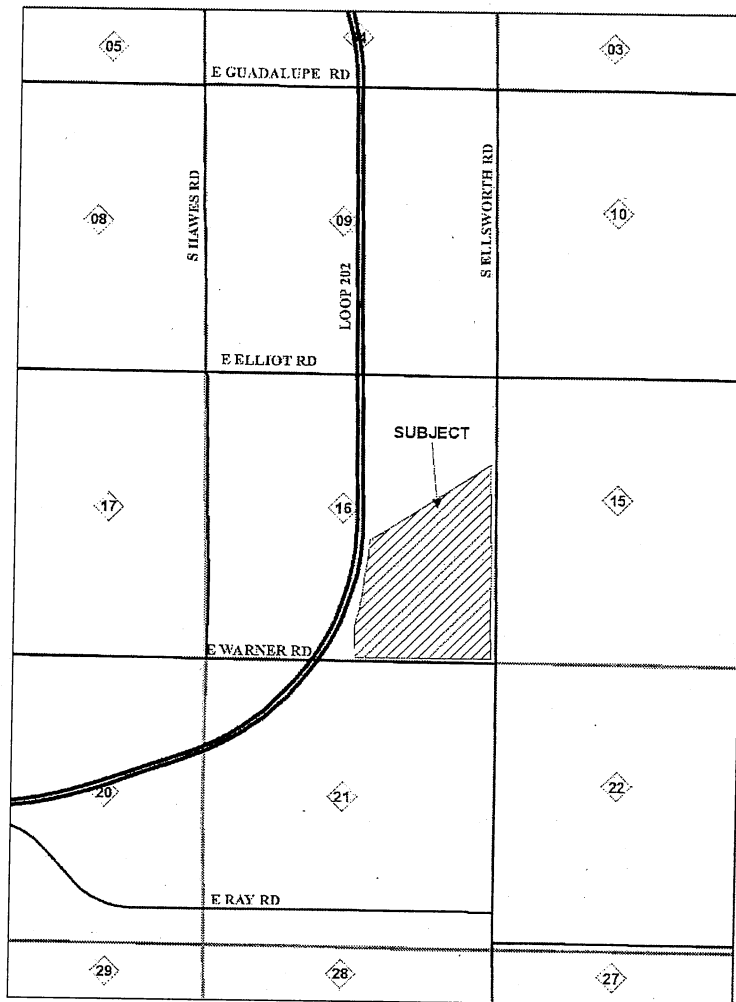 05
03
E GUADALUPE RD
S HAWES RD
S ELLSWORTH RD
08
09
10
LOOP 202
E ELLIOT RD
SUBJECT
17
16
15
E WARNER RD
20
21
22
E RAY RD
29
28
27